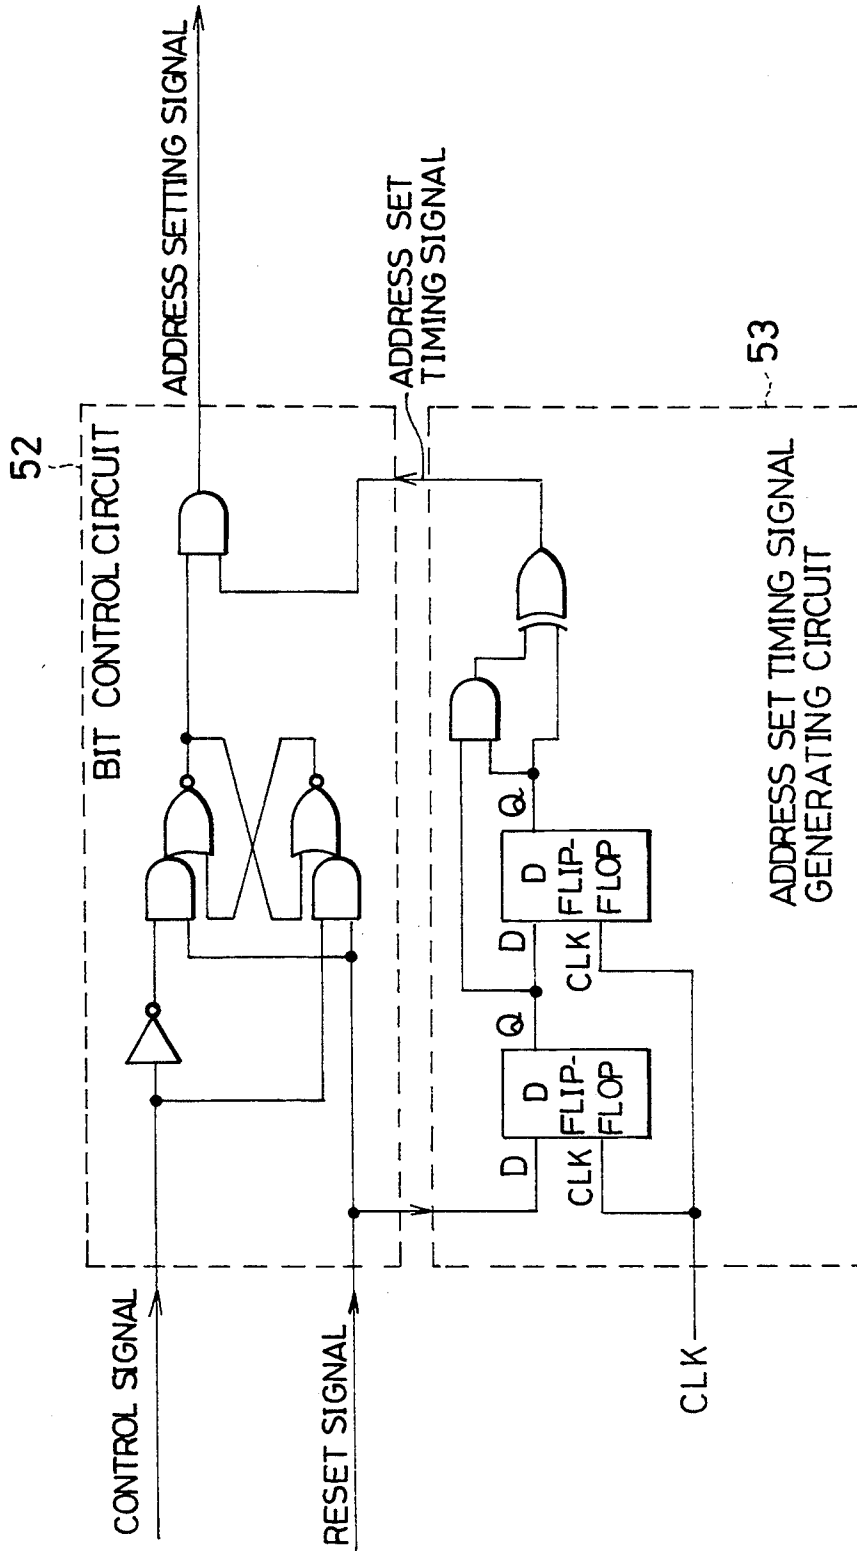 52
BIT CONTROL CIRCUIT
ADDRESS SETTING SIGNAL
CONTROL SIGNAL
RESET SIGNAL
ADDRESS SET
TIMING SIGNAL
53
D
CLK
D
FLIP-
FLOP
Q
D
CLK
D
FLIP-
FLOP
Q
CLK
ADDRESS SET TIMING SIGNAL
GENERATING CIRCUIT